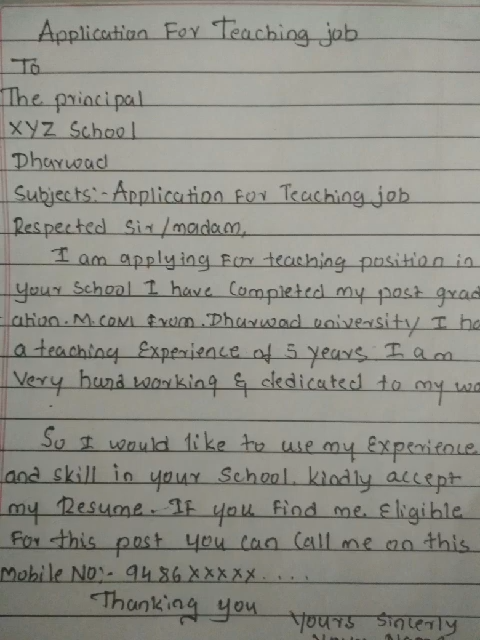 Application For Teaching job
To
The principal
XYZ School
Dharwad
Subjects:- Application For Teaching job
Respected Sir/madam,
I am applying For teaching position in
your School I have Completed my post grad
ation. M.com from. Dharwad university I ha
a teaching Experience of 5 years I am
Very hard working & dedicated to my wo
So I would like to use my Experience
and skill in your School. kindly accept
my Resume. If you find me. Eligible
For this post you can Call me on this
Mobile No:- 9486xxxxx....
Thanking you
Yours Sincerly
Your Name